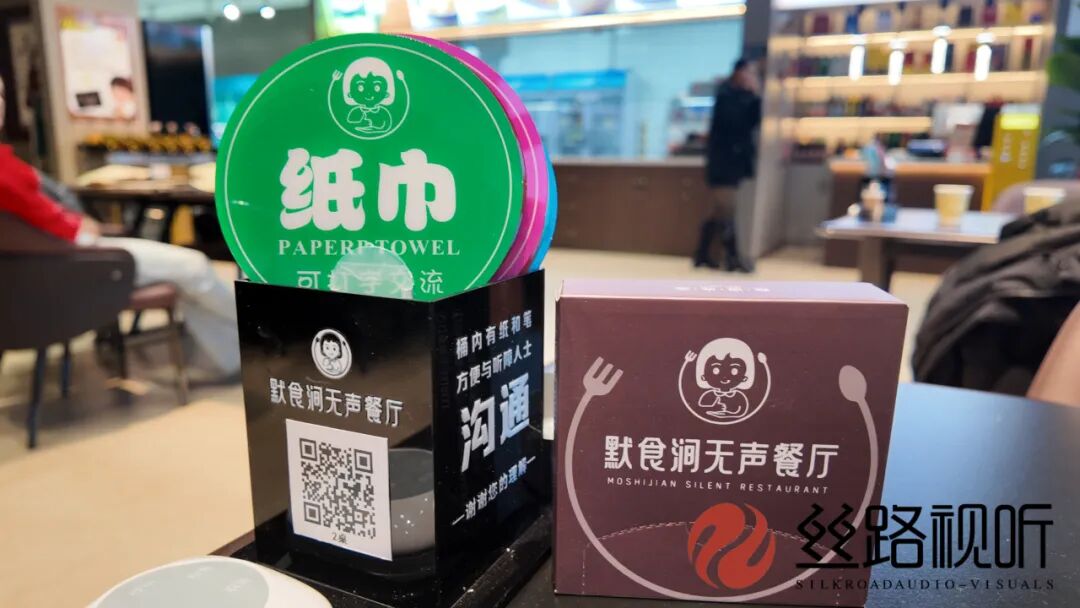 纸巾
PAPERPTOWEL
可打字交流
默食涧无声餐厅
2桌
桶内有纸和笔
方便与听障人士
沟通
—谢谢您的理解—
默食涧无声餐厅
MOSHIJIAN SILENT RESTAURANT
丝路视听
SILKROADAUDIO-VISUALS